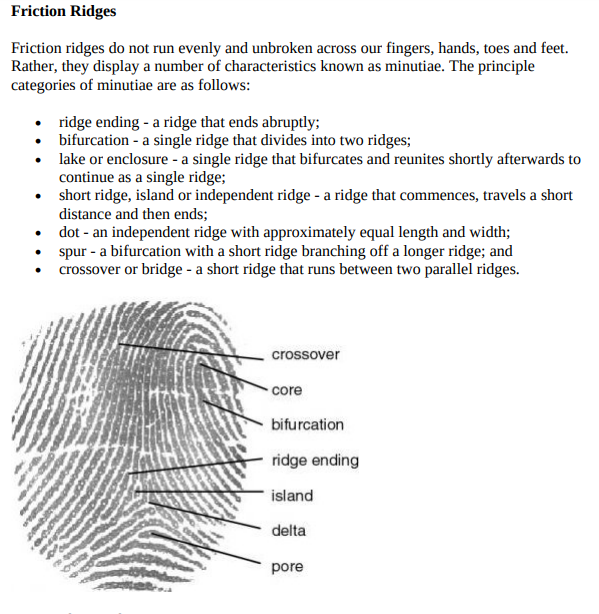 Friction Ridges
Friction ridges do not run evenly and unbroken across our fingers, hands, toes and feet.
Rather, they display a number of characteristics known as minutiae. The principle
categories of minutiae are as follows:
• ridge ending - a ridge that ends abruptly;
• bifurcation - a single ridge that divides into two ridges;
• lake or enclosure - a single ridge that bifurcates and reunites shortly afterwards to
continue as a single ridge;
• short ridge, island or independent ridge - a ridge that commences, travels a short
distance and then ends;
• dot - an independent ridge with approximately equal length and width;
• spur - a bifurcation with a short ridge branching off a longer ridge; and
• crossover or bridge - a short ridge that runs between two parallel ridges.
crossover
core
bifurcation
ridge ending
island
delta
pore